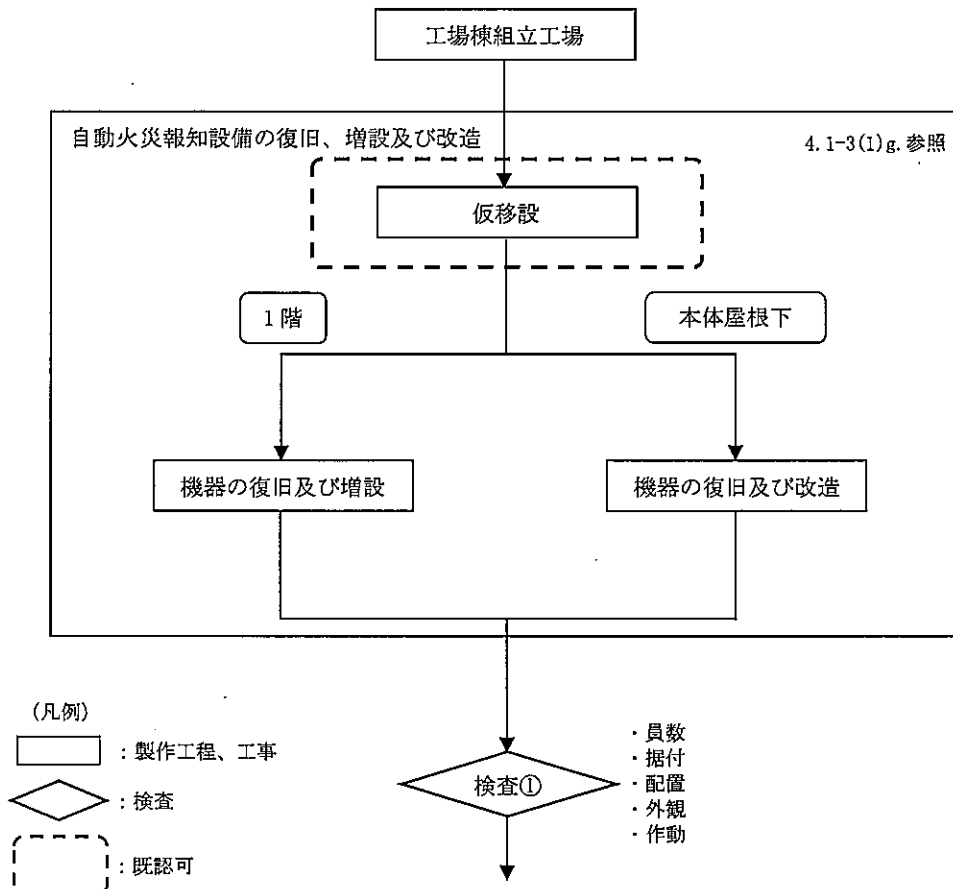 工場棟組立工場
自動火災報知設備の復旧、増設及び改造
4.1-3(1)g.参照
仮移設
1階
本体屋根下
機器の復旧及び増設
機器の復旧及び改造
(凡例)
：製作工程、工事
：検査
：既認可
検査①
・員数
・据付
・配置
・外観
・作動